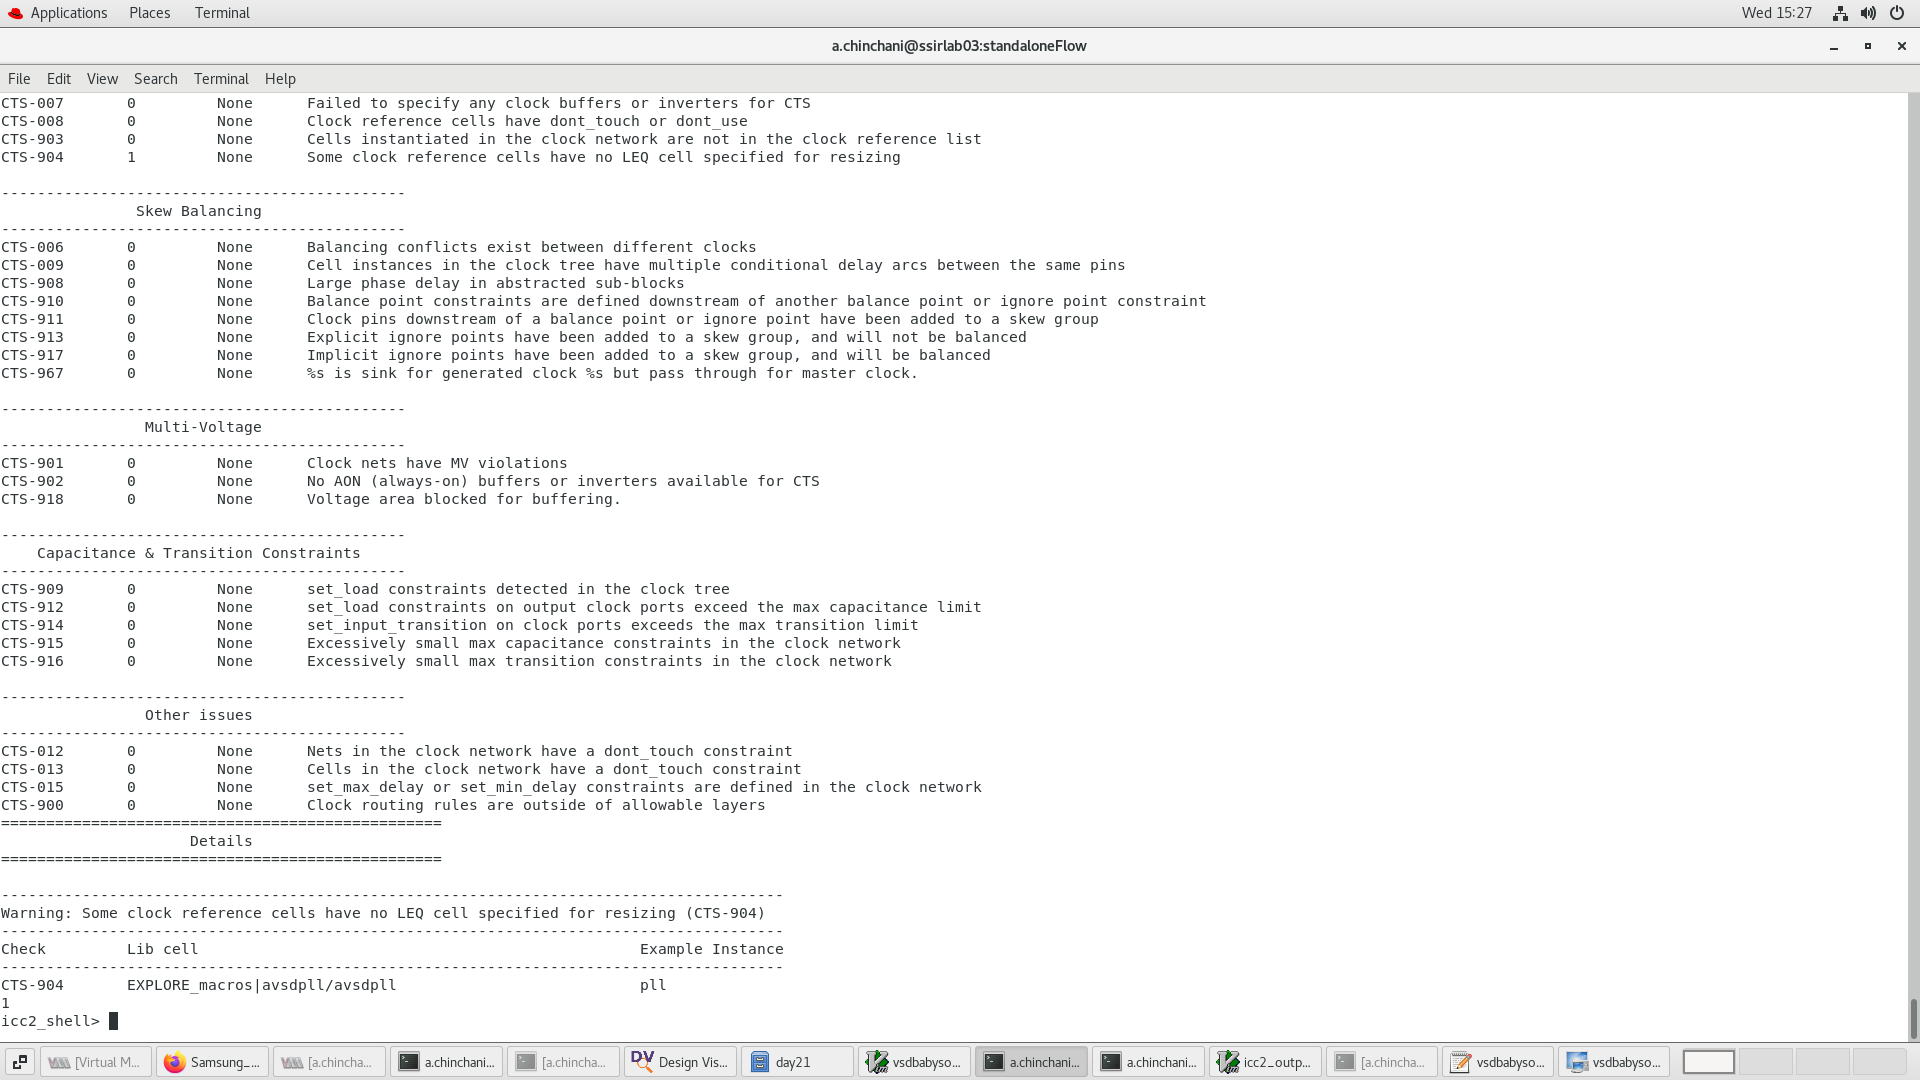 Applications Places Terminal Wed 15:27
a.chinchani@ssirlab03:standaloneFlow
File Edit View Search Terminal Help
CTS-007 0 None Failed to specify any clock buffers or inverters for CTS
CTS-008 0 None Clock reference cells have dont_touch or dont_use
CTS-903 0 None Cells instantiated in the clock network are not in the clock reference list
CTS-904 1 None Some clock reference cells have no LEQ cell specified for resizing
---------------------------------------------
Skew Balancing
---------------------------------------------
CTS-006 0 None Balancing conflicts exist between different clocks
CTS-009 0 None Cell instances in the clock tree have multiple conditional delay arcs between the same pins
CTS-908 0 None Large phase delay in abstracted sub-blocks
CTS-910 0 None Balance point constraints are defined downstream of another balance point or ignore point constraint
CTS-911 0 None Clock pins downstream of a balance point or ignore point have been added to a skew group
CTS-913 0 None Explicit ignore points have been added to a skew group, and will not be balanced
CTS-917 0 None Implicit ignore points have been added to a skew group, and will be balanced
CTS-967 0 None %s is sink for generated clock %s but pass through for master clock.
---------------------------------------------
Multi-Voltage
---------------------------------------------
CTS-901 0 None Clock nets have MV violations
CTS-902 0 None No AON (always-on) buffers or inverters available for CTS
CTS-918 0 None Voltage area blocked for buffering.
---------------------------------------------
Capacitance & Transition Constraints
---------------------------------------------
CTS-909 0 None set_load constraints detected in the clock tree
CTS-912 0 None set_load constraints on output clock ports exceed the max capacitance limit
CTS-914 0 None set_input_transition on clock ports exceeds the max transition limit
CTS-915 0 None Excessively small max capacitance constraints in the clock network
CTS-916 0 None Excessively small max transition constraints in the clock network
---------------------------------------------
Other issues
---------------------------------------------
CTS-012 0 None Nets in the clock network have a dont_touch constraint
CTS-013 0 None Cells in the clock network have a dont_touch constraint
CTS-015 0 None set_max_delay or set_min_delay constraints are defined in the clock network
CTS-900 0 None Clock routing rules are outside of allowable layers
=================================================
Details
=================================================
---------------------------------------------------------------------------------------
Warning: Some clock reference cells have no LEQ cell specified for resizing (CTS-904)
---------------------------------------------------------------------------------------
Check Lib cell Example Instance
---------------------------------------------------------------------------------------
CTS-904 EXPLORE_macros|avsdpll/avsdpll pll
1
icc2_shell>
[Virtual M... Samsung_... [a.chincha... a.chinchani... [a.chincha... Design Vis... day21 vsdbabyso... a.chinchani... a.chinchani... icc2_outp... [a.chincha... vsdbabyso... vsdbabyso...